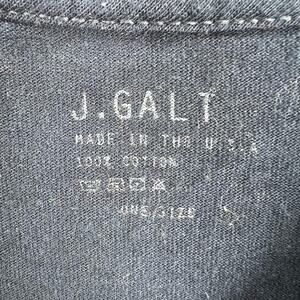 J.GALT
MADE IN THE U.S.A
100% COTTON
ONE/SIZE